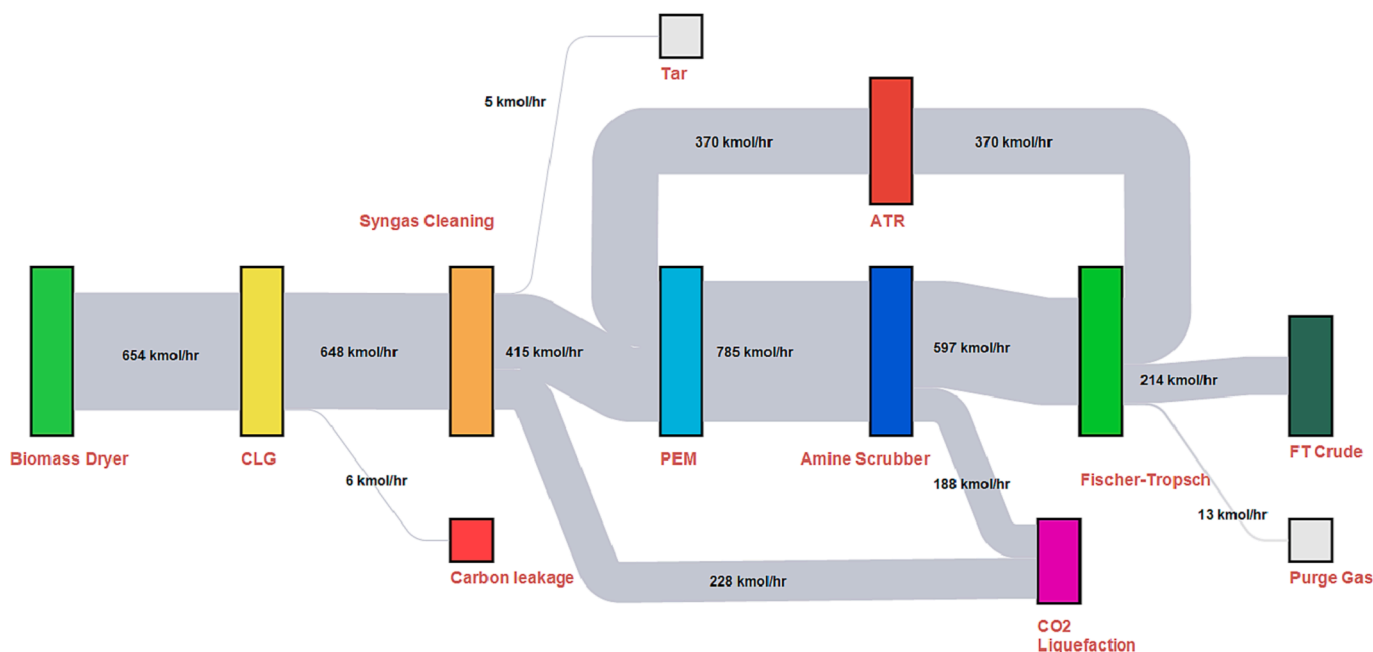 Tar
5 kmol/hr
370 kmol/hr
370 kmol/hr
ATR
Syngas Cleaning
654 kmol/hr
648 kmol/hr
415 kmol/hr
785 kmol/hr
597 kmol/hr
214 kmol/hr
Biomass Dryer
CLG
PEM
Amine Scrubber
Fischer-Tropsch
FT Crude
6 kmol/hr
188 kmol/hr
13 kmol/hr
Carbon leakage
228 kmol/hr
Purge Gas
CO2
Liquefaction